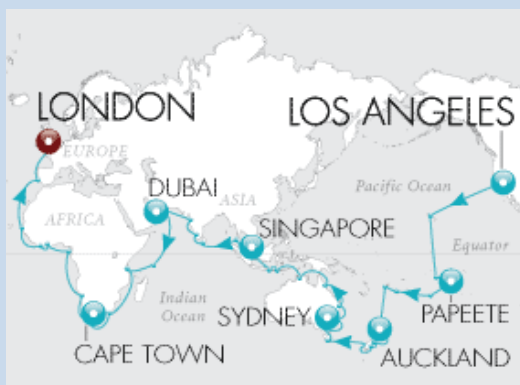 LONDON
LOS ANGELES
EUROPE
DUBAI
ASIA
Pacific Ocean
AFRICA
SINGAPORE
Equator
Indian
Ocean
SYDNEY
PAPEETE
CAPE TOWN
AUCKLAND